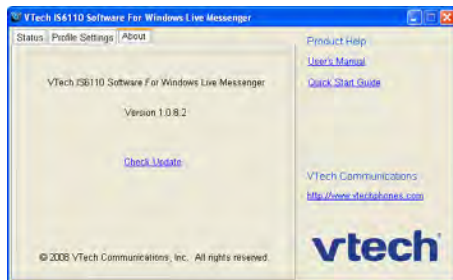 VTech IS6110 Software For Windows Live Messenger
Status Profile Settings About
VTech IS6110 Software For Windows Live Messenger
Version 1.0.8.2
Check Update
© 2008 VTech Communications, Inc. All rights reserved.
Product Help
User's Manual
Quick Start Guide
VTech Communications
http://www.vtechphones.com
vtech